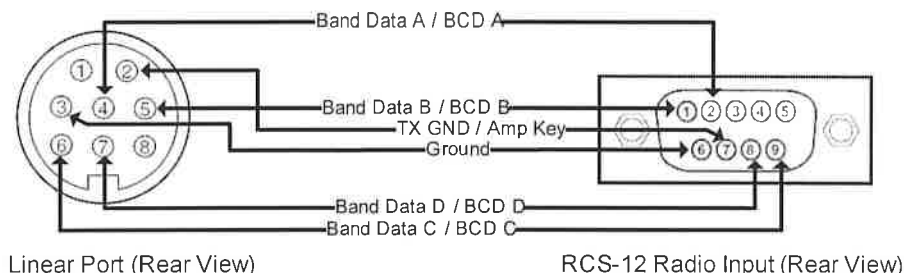 Band Data A / BCD A
① ②
③ ④ ⑤
⑥ ⑦ ⑧
Band Data B / BCD B
TX GND / Amp Key
Ground
① ② ③ ④ ⑤
⑥ ⑦ ⑧ ⑨
Band Data D / BCD D
Band Data C / BCD C
Linear Port (Rear View)
RCS-12 Radio Input (Rear View)